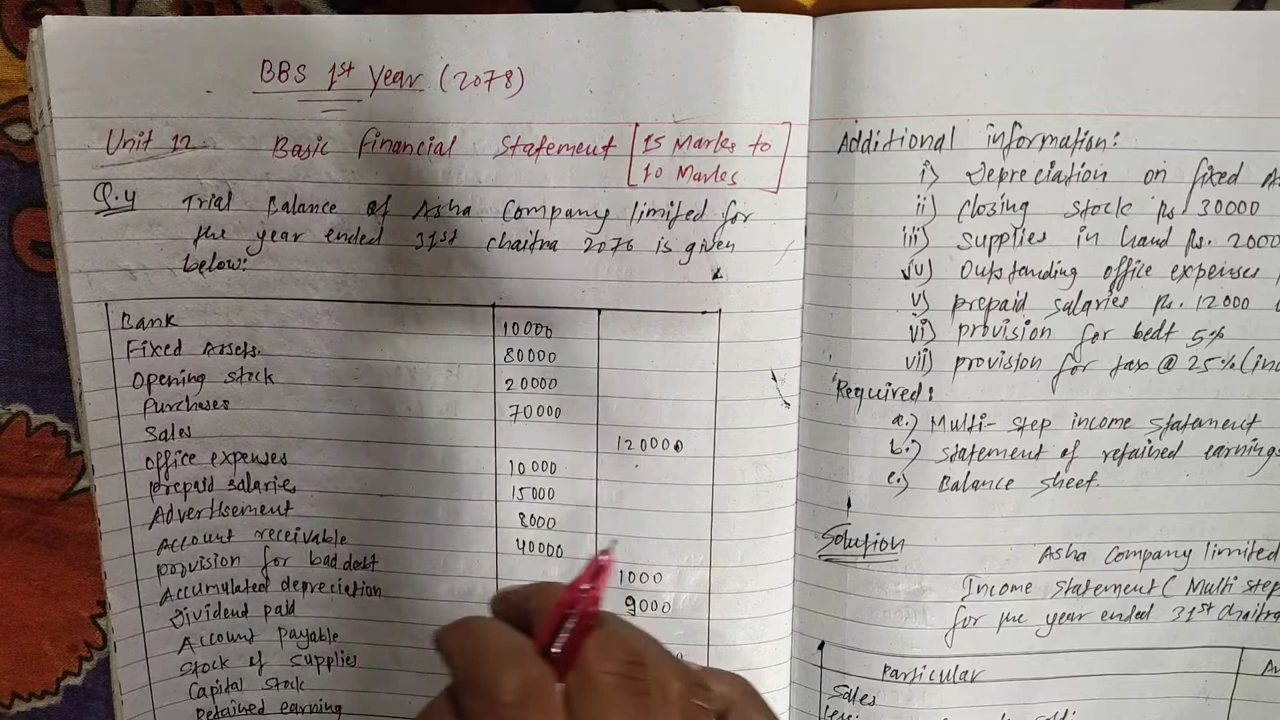 BBS 1st Year (2078)
Unit 12 Basic Financial Statement [15 Marks to
10 Marks]
Q.4 Trial Balance of Asha Company limited for
the year ended 31st chaitra 2076 is given
below:
Bank 10000
Fixed Assets. 80000
Opening stock 20000
Purchases 70000
Sales 120000
Office expenses 10000
prepaid salaries 15000
Advertisement 8000
Account receivable 40000
provision for bad debt 1000
Accumulated depreciation 9000
Dividend paid
Account payable
Stock of supplies
Capital Stock
Retained earning
Additional information:
i) Depreciation on fixed
ii) Closing stock Rs. 30000
iii) Supplies in hand Rs. 2000
iv) Outstanding office expenses
v) prepaid salaries Rs. 12000
vi) provision for bedt 5%
vii) provision for tax @ 25%
Required:
a.) Multi-step income statement
b.) statement of retained earnings
c.) Balance sheet.
Solution
Asha Company limited
Income Statement (Multi step
for the year ended 31st Chaitra
Particular
Sales